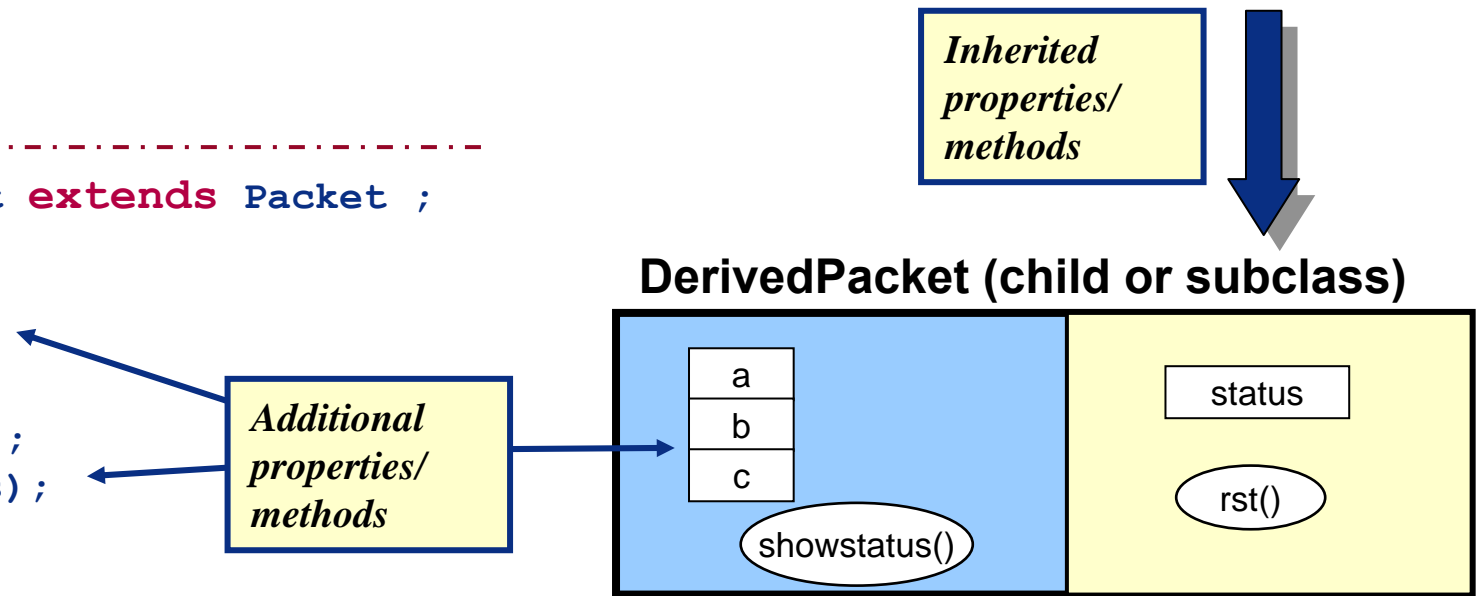 Inherited
properties/
methods
extends Packet ;
DerivedPacket (child or subclass)
a
b
c
showstatus()
status
rst()
Additional
properties/
methods
;
);